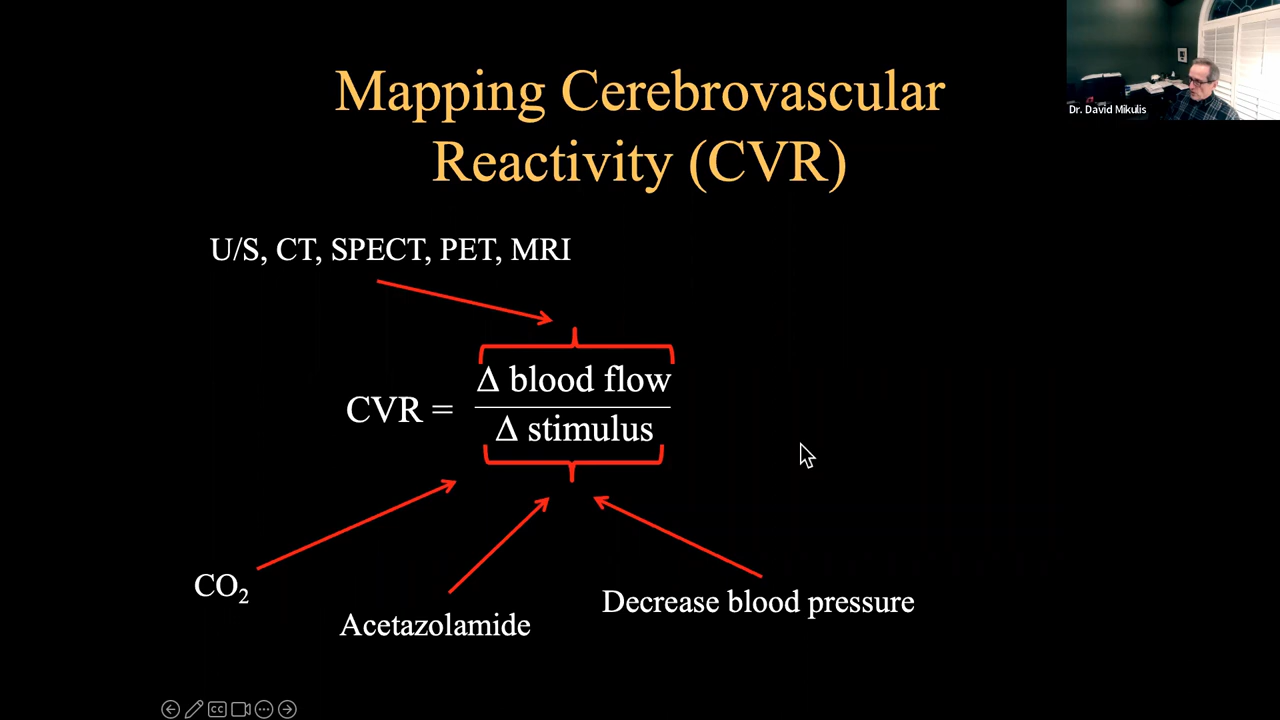 Mapping Cerebrovascular
Reactivity (CVR)
Dr. David Mikulis
U/S, CT, SPECT, PET, MRI
CVR = Δ blood flow
Δ stimulus
CO₂
Acetazolamide
Decrease blood pressure
CC